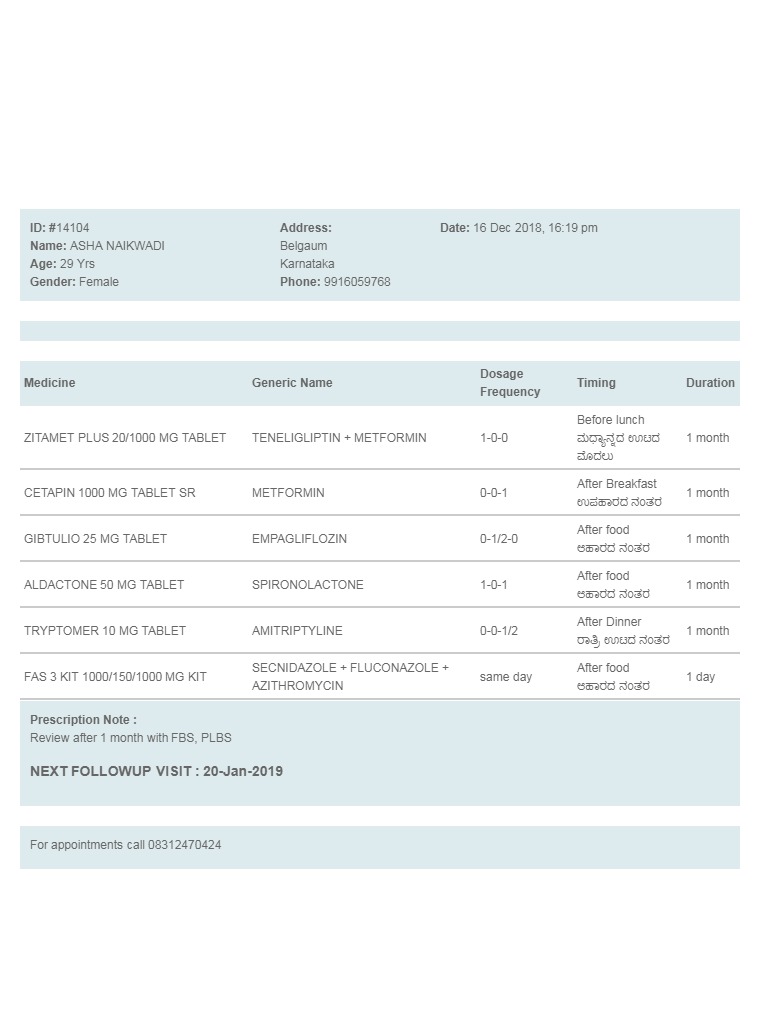 ID: #14104 Address: Date: 16 Dec 2018, 16:19 pm
Name: ASHA NAIKWADI Belgaum
Age: 29 Yrs Karnataka
Gender: Female Phone: 9916059768
Medicine Generic Name Dosage Frequency Timing Duration
ZITAMET PLUS 20/1000 MG TABLET TENELIGLIPTIN + METFORMIN 1-0-0 Before lunch 1 month
ಮಧ್ಯಾನ್ನದ ಊಟದ
ಮೊದಲು
CETAPIN 1000 MG TABLET SR METFORMIN 0-0-1 After Breakfast 1 month
ಉಪಹಾರದ ನಂತರ
GIBTULIO 25 MG TABLET EMPAGLIFLOZIN 0-1/2-0 After food 1 month
ಆಹಾರದ ನಂತರ
ALDACTONE 50 MG TABLET SPIRONOLACTONE 1-0-1 After food 1 month
ಆಹಾರದ ನಂತರ
TRYPTOMER 10 MG TABLET AMITRIPTYLINE 0-0-1/2 After Dinner 1 month
ರಾತ್ರಿ ಊಟದ ನಂತರ
FAS 3 KIT 1000/150/1000 MG KIT SECNIDAZOLE + FLUCONAZOLE + AZITHROMYCIN same day After food 1 day
ಆಹಾರದ ನಂತರ
Prescription Note :
Review after 1 month with FBS, PLBS
NEXT FOLLOWUP VISIT : 20-Jan-2019
For appointments call 08312470424